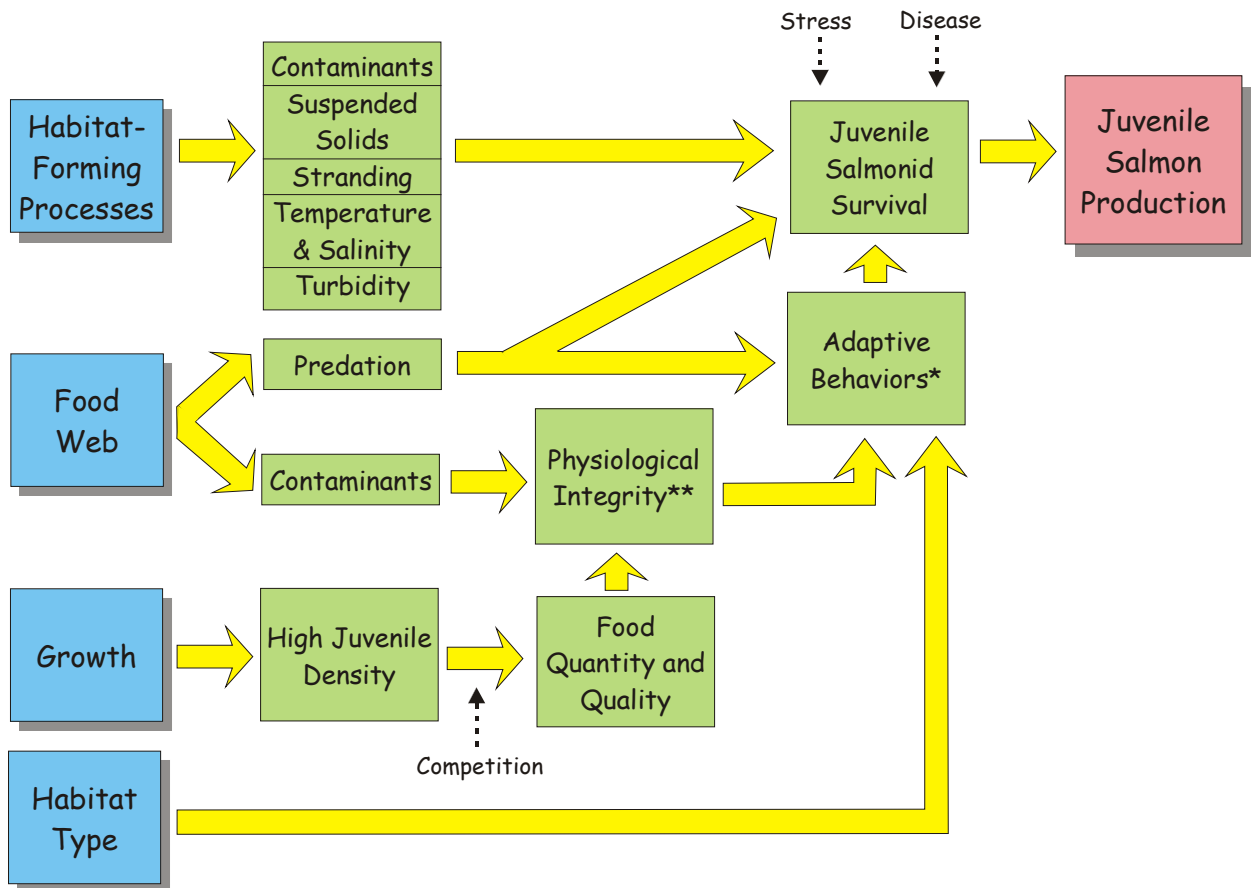 Stress
Disease
Habitat-
Forming
Processes
Contaminants
Suspended
Solids
Stranding
Temperature
& Salinity
Turbidity
Juvenile
Salmonid
Survival
Juvenile
Salmon
Production
Food
Web
Predation
Adaptive
Behaviors*
Contaminants
Physiological
Integrity**
Growth
High Juvenile
Density
Food
Quantity and
Quality
Competition
Habitat
Type